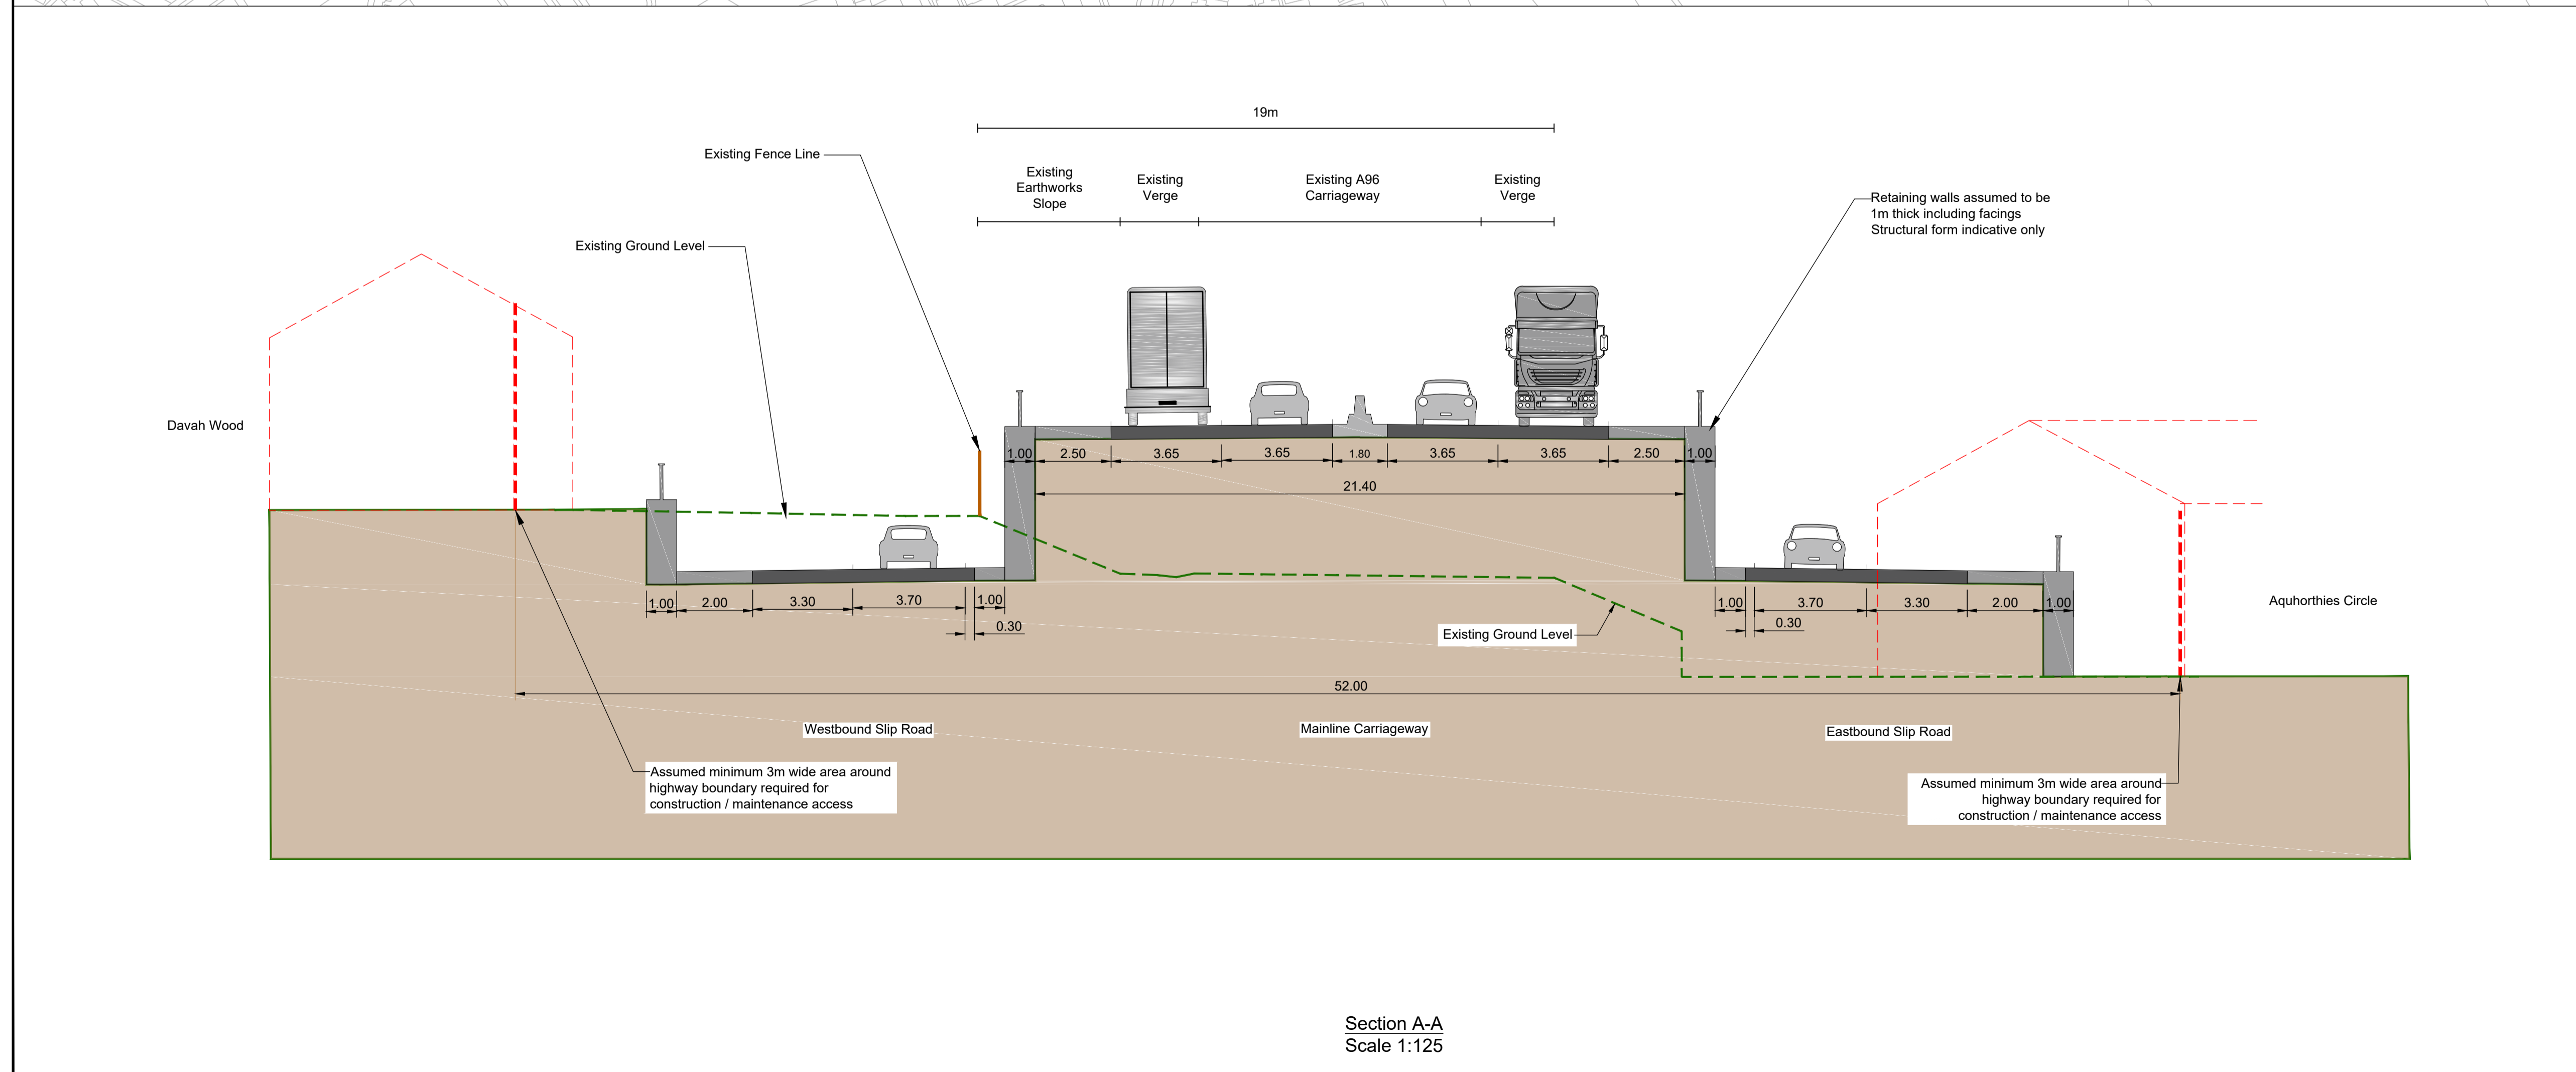 19m
Existing Fence Line
Existing
Earthworks
Slope
Existing
Verge
Existing A96
Carriageway
Existing
Verge
Retaining walls assumed to be
1m thick including facings
Structural form indicative only
Existing Ground Level
Davah Wood
1.00 2.50 3.65 3.65 1.80 3.65 3.65 2.50 1.00
21.40
1.00 2.00 3.30 3.70 1.00
0.30
1.00 3.70 3.30 2.00 1.00
0.30
Aquhorthies Circle
Existing Ground Level
52.00
Westbound Slip Road
Mainline Carriageway
Eastbound Slip Road
Assumed minimum 3m wide area around
highway boundary required for
construction / maintenance access
Assumed minimum 3m wide area around
highway boundary required for
construction / maintenance access
Section A-A
Scale 1:125